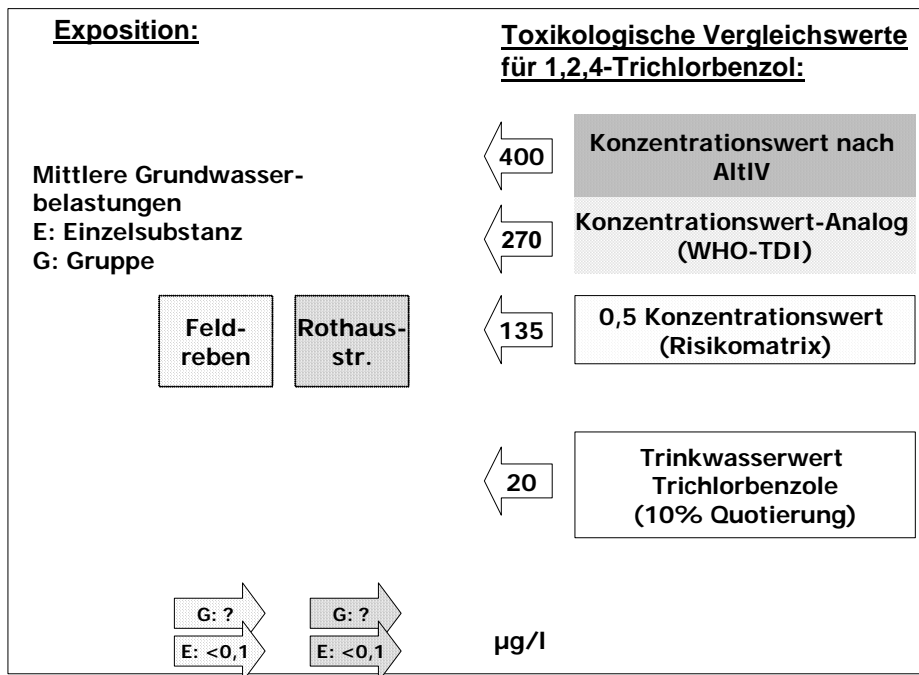 Exposition:
Toxikologische Vergleichswerte
für 1,2,4-Trichlorbenzol:
Mittlere Grundwasser-
belastungen
E: Einzelsubstanz
G: Gruppe
400
Konzentrationswert nach
AltlV
270
Konzentrationswert-Analog
(WHO-TDI)
Feld-
reben
Rothaus-
str.
135
0,5 Konzentrationswert
(Risikomatrix)
20
Trinkwasserwert
Trichlorbenzole
(10% Quotierung)
G: ?
G: ?
E: <0,1
E: <0,1
µg/l